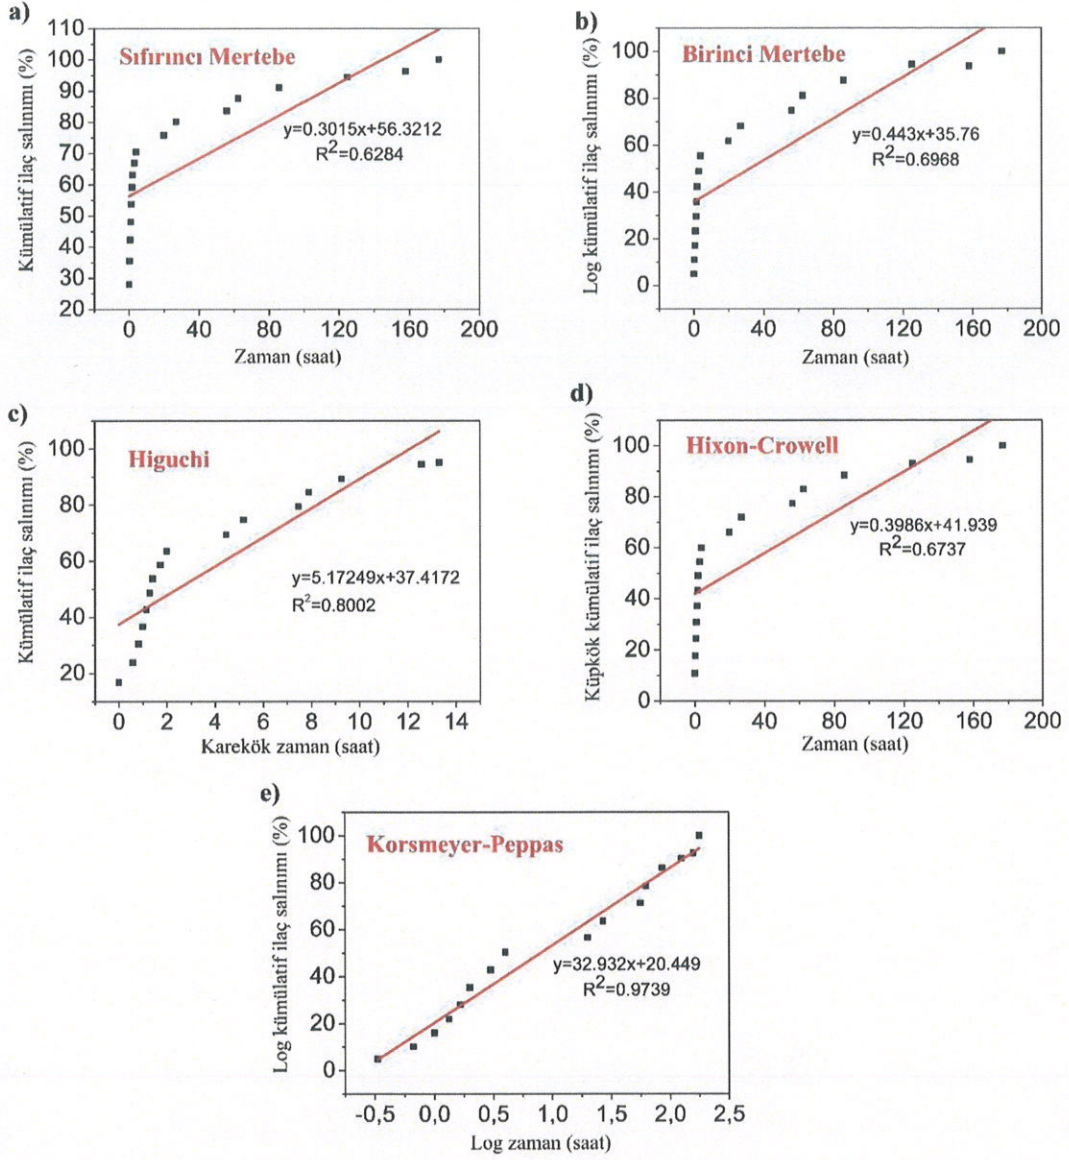 a)
Sıfırıncı Mertebe
Kümülatif ilaç salınımı (%)
110
100
90
80
70
60
50
40
30
20
y=0.3015x+56.3212
R2=0.6284
0 40 80 120 160 200
Zaman (saat)
b)
Birinci Mertebe
Log kümülatif ilaç salınımı (%)
100
80
60
40
20
0
y=0.443x+35.76
R2=0.6968
0 40 80 120 160 200
Zaman (saat)
c)
Higuchi
Kümülatif ilaç salınımı (%)
100
80
60
40
20
y=5.17249x+37.4172
R2=0.8002
0 2 4 6 8 10 12 14
Karekök zaman (saat)
d)
Hixon-Crowell
Küpkök kümülatif ilaç salınımı (%)
100
80
60
40
20
0
y=0.3986x+41.939
R2=0.6737
0 40 80 120 160 200
Zaman (saat)
e)
Korsmeyer-Peppas
Log kümülatif ilaç salınımı (%)
100
80
60
40
20
0
y=32.932x+20.449
R2=0.9739
-0,5 0,0 0,5 1,0 1,5 2,0 2,5
Log zaman (saat)